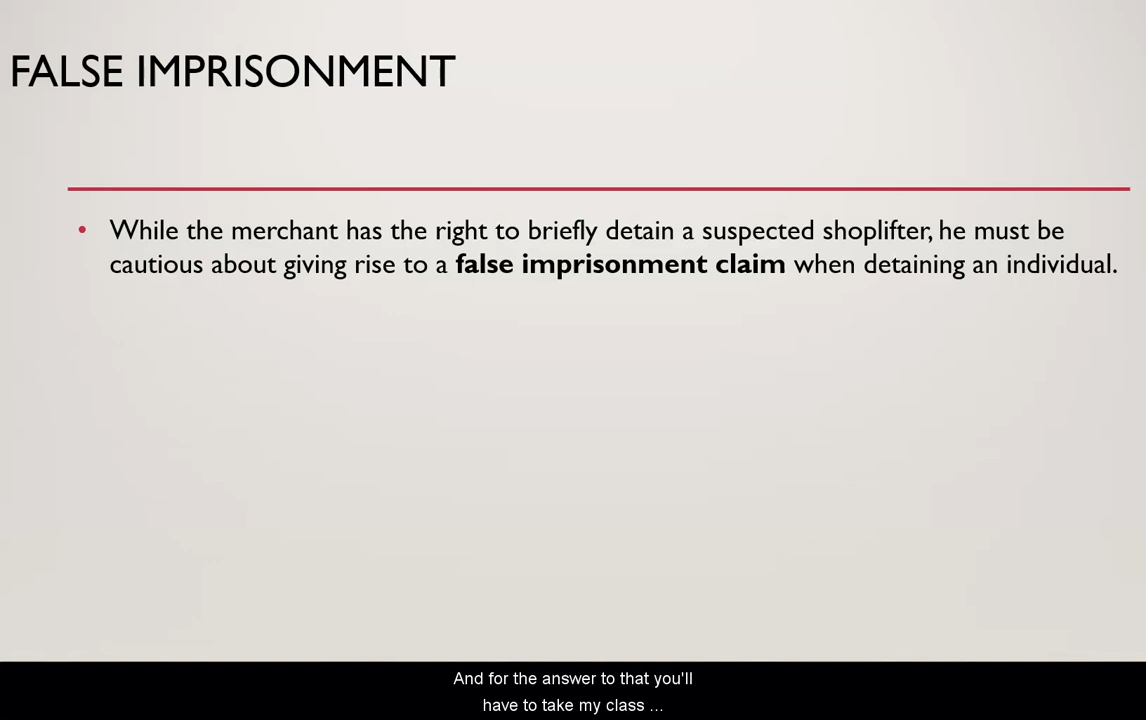 FALSE IMPRISONMENT
• While the merchant has the right to briefly detain a suspected shoplifter, he must be
cautious about giving rise to a false imprisonment claim when detaining an individual.
And for the answer to that you'll
have to take my class ...